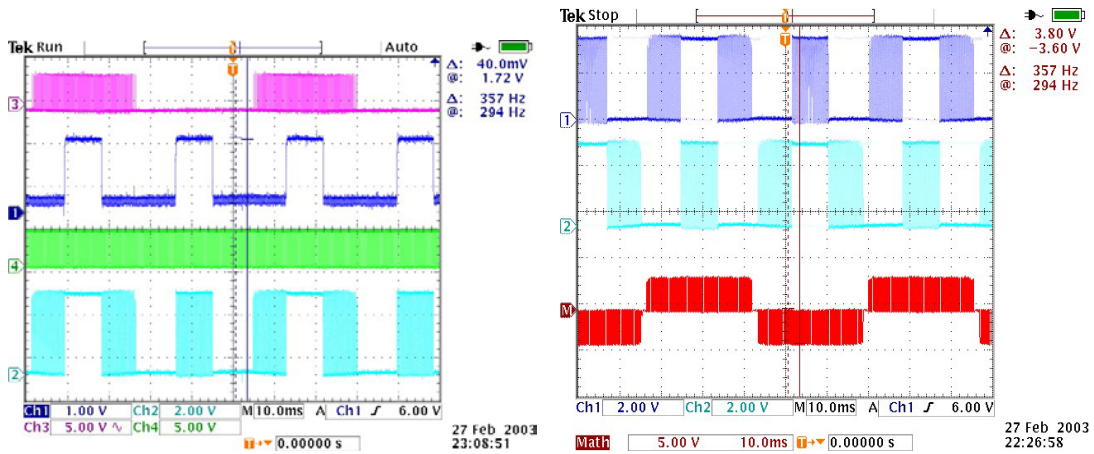 Tek Run
Auto
Δ: 40.0mV
@: 1.72 V
Δ: 357 Hz
@: 294 Hz
T
3
1
4
2
Ch1 1.00 V Ch2 2.00 V M 10.0ms A Ch1 ʃ 6.00 V
Ch3 5.00 V ∿ Ch4 5.00 V
T→▾ 0.00000 s
27 Feb 2003
23:08:51
Tek Stop
Δ: 3.80 V
@: -3.60 V
Δ: 357 Hz
@: 294 Hz
T
1
2
M
Ch1 2.00 V Ch2 2.00 V M 10.0ms A Ch1 ʃ 6.00 V
Math 5.00 V 10.0ms T→▾ 0.00000 s
27 Feb 2003
22:26:58